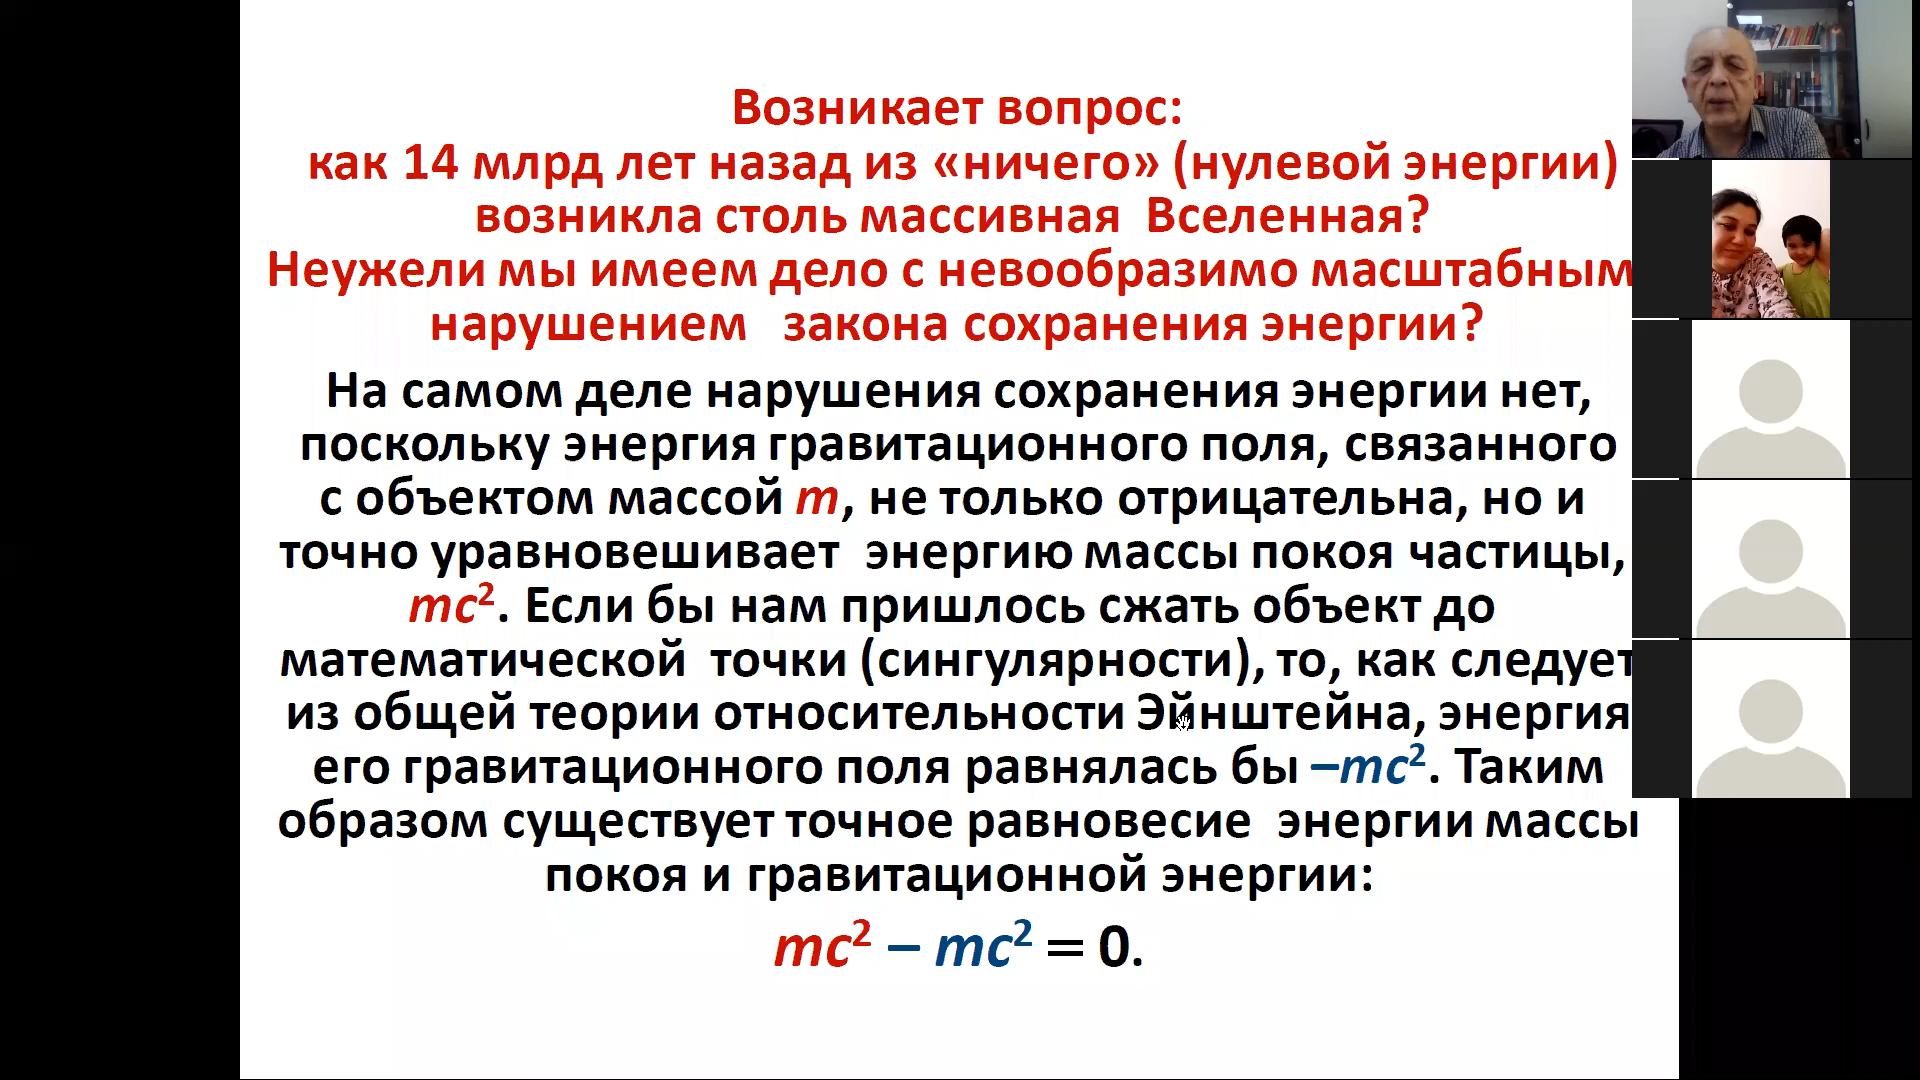 Возникает вопрос:
как 14 млрд лет назад из «ничего» (нулевой энергии)
возникла столь массивная Вселенная?
Неужели мы имеем дело с невообразимо масштабным
нарушением закона сохранения энергии?
На самом деле нарушения сохранения энергии нет,
поскольку энергия гравитационного поля, связанного
с объектом массой m, не только отрицательна, но и
точно уравновешивает энергию массы покоя частицы,
mc². Если бы нам пришлось сжать объект до
математической точки (сингулярности), то, как следует
из общей теории относительности Эйнштейна, энергия
его гравитационного поля равнялась бы –mc². Таким
образом существует точное равновесие энергии массы
покоя и гравитационной энергии:
mc² – mc² = 0.